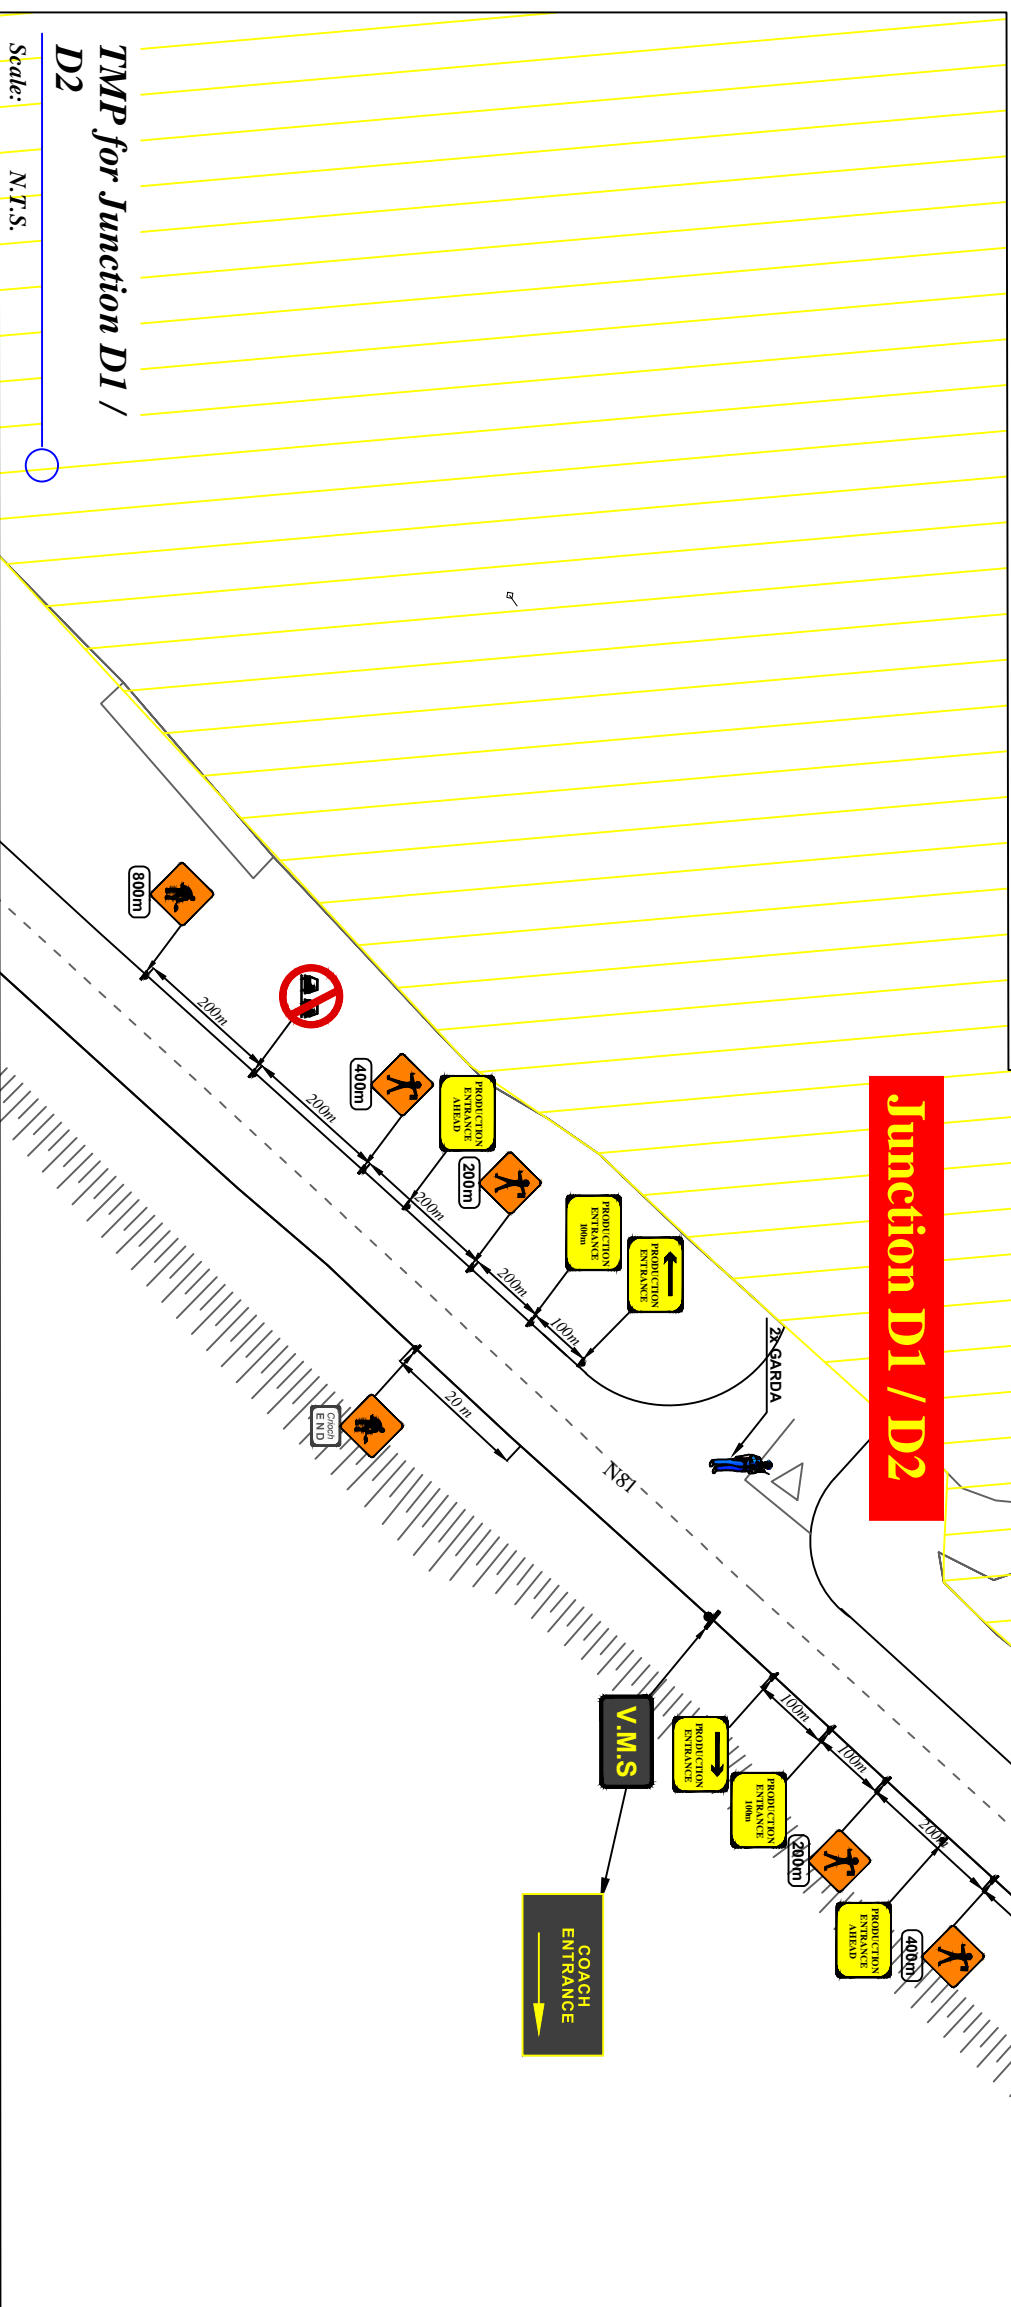 TMP for Junction D1 /
D2
Scale: N.T.S.
Junction D1 / D2
800m
200m
200m
400m
PRODUCTION
ENTRANCE
AHEAD
200m
200m
200m
PRODUCTION
ENTRANCE
100m
100m
PRODUCTION
ENTRANCE
2x GARDA
20 m
Crioch
END
N81
V.M.S
COACH
ENTRANCE
PRODUCTION
ENTRANCE
100m
PRODUCTION
ENTRANCE
100m
100m
200m
200m
PRODUCTION
ENTRANCE
AHEAD
400m